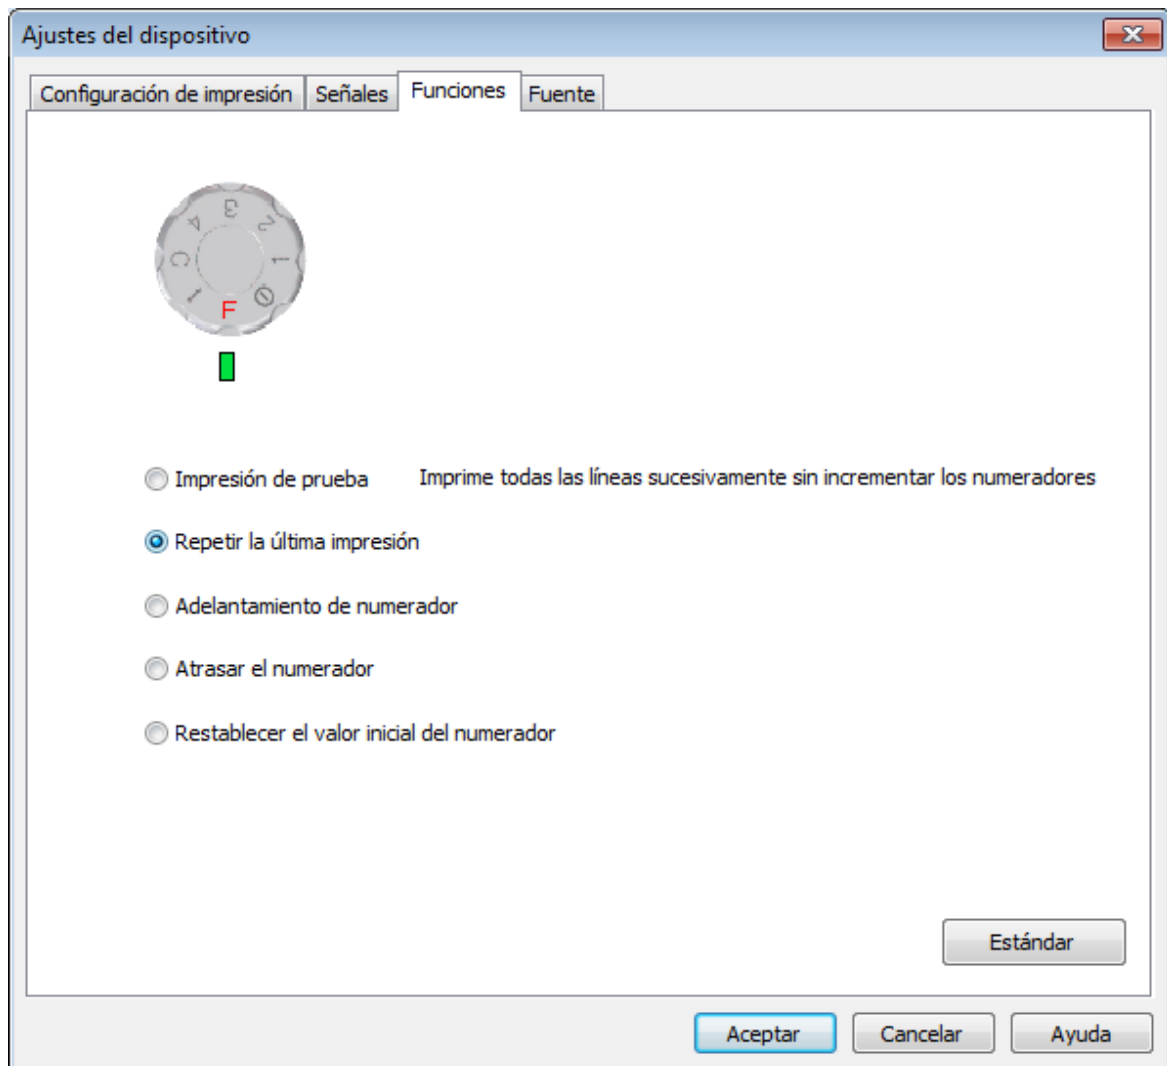 Ajustes del dispositivo
Configuración de impresión Señales Funciones Fuente
3
4 2
C 1
F
Impresión de prueba Imprime todas las líneas sucesivamente sin incrementar los numeradores
Repetir la última impresión
Adelantamiento de numerador
Atrasar el numerador
Restablecer el valor inicial del numerador
Estándar
Aceptar Cancelar Ayuda